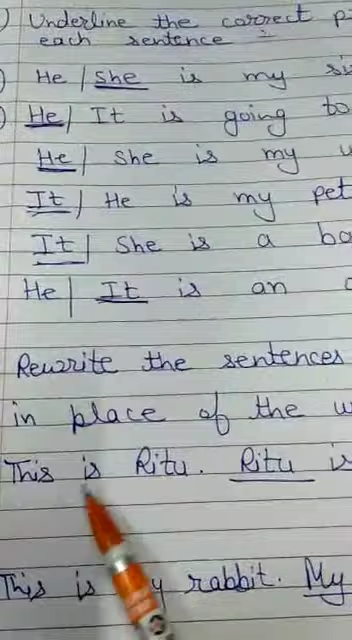 ) Underline the correct p
each sentence :-
) He | She is my si
) He | It is going to
He | She is my u
It | He is my pet
It | She is a ba
He | It is an
Rewrite the sentences
in place of the w
This is Ritu. Ritu is
This is rabbit. My